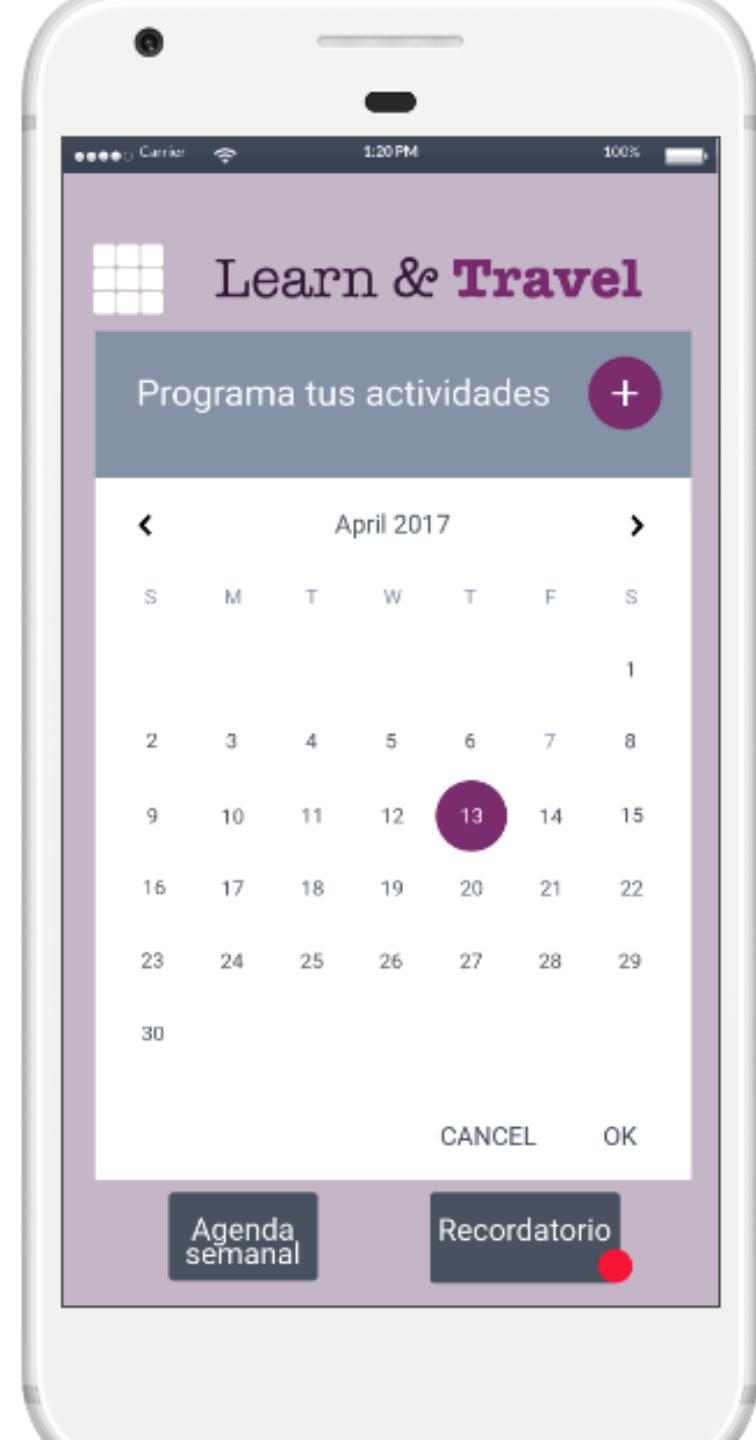 Carrier 1:20 PM 100%
Learn & Travel
Programa tus actividades +
April 2017
S M T W T F S
1
2 3 4 5 6 7 8
9 10 11 12 13 14 15
16 17 18 19 20 21 22
23 24 25 26 27 28 29
30
CANCEL OK
Agenda
semanal
Recordatorio